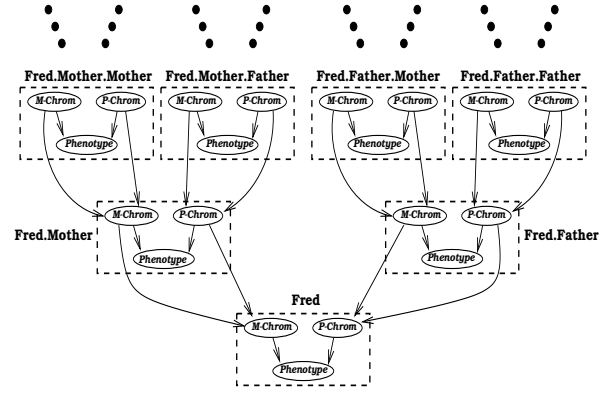 Fred.Mother.Mother Fred.Mother.Father Fred.Father.Mother Fred.Father.Father
M-Chrom P-Chrom M-Chrom P-Chrom M-Chrom P-Chrom M-Chrom P-Chrom
Phenotype Phenotype Phenotype Phenotype
M-Chrom P-Chrom M-Chrom P-Chrom
Fred.Mother Fred.Father
Phenotype Phenotype
Fred
M-Chrom P-Chrom
Phenotype